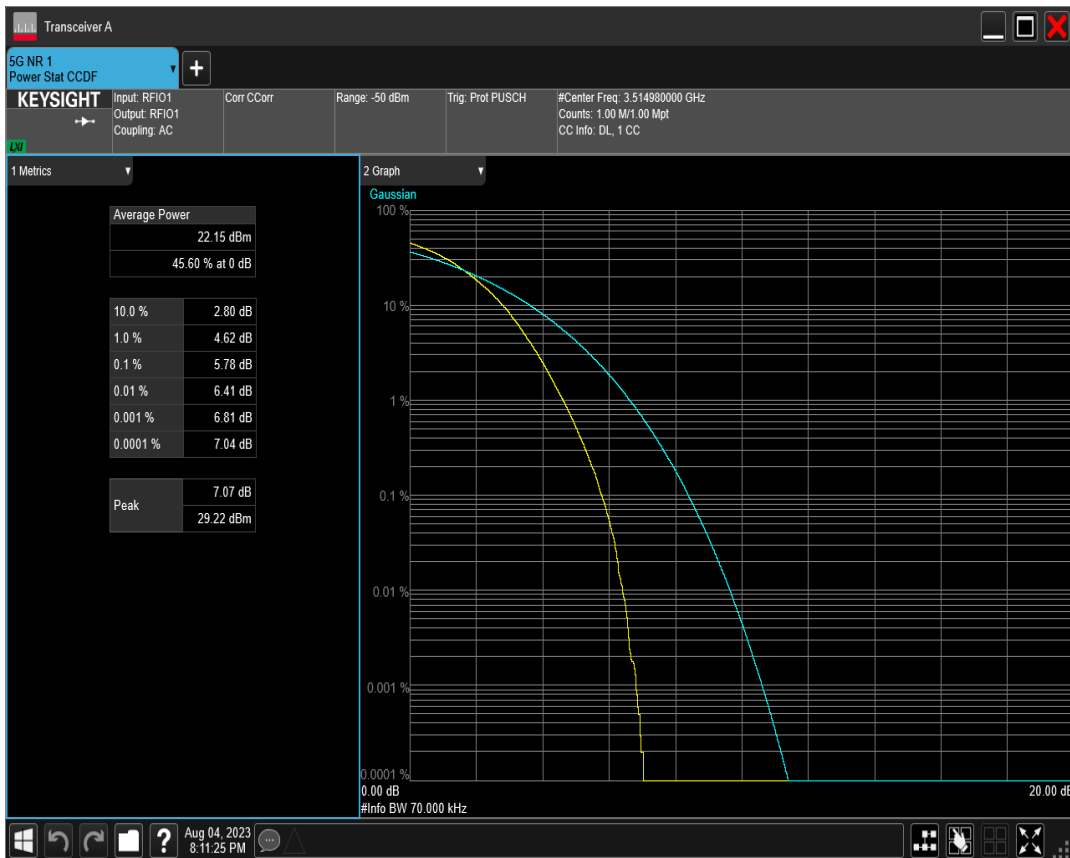 Transceiver A
5G NR 1
Power Stat CCDF
+
KEYSIGHT
LXI
Input: RFIO1
Output: RFIO1
Coupling: AC
Corr CCorr
Range: -50 dBm
Trig: Prot PUSCH
#Center Freq: 3.514980000 GHz
Counts: 1.00 M/1.00 Mpt
CC Info: DL, 1 CC
1 Metrics
Average Power
22.15 dBm
45.60 % at 0 dB
10.0 % 2.80 dB
1.0 % 4.62 dB
0.1 % 5.78 dB
0.01 % 6.41 dB
0.001 % 6.81 dB
0.0001 % 7.04 dB
Peak
7.07 dB
29.22 dBm
2 Graph
Gaussian
100 %
10 %
1 %
0.1 %
0.01 %
0.001 %
0.0001 %
0.00 dB 20.00 dB
#Info BW 70.000 kHz
?
Aug 04, 2023
8:11:25 PM